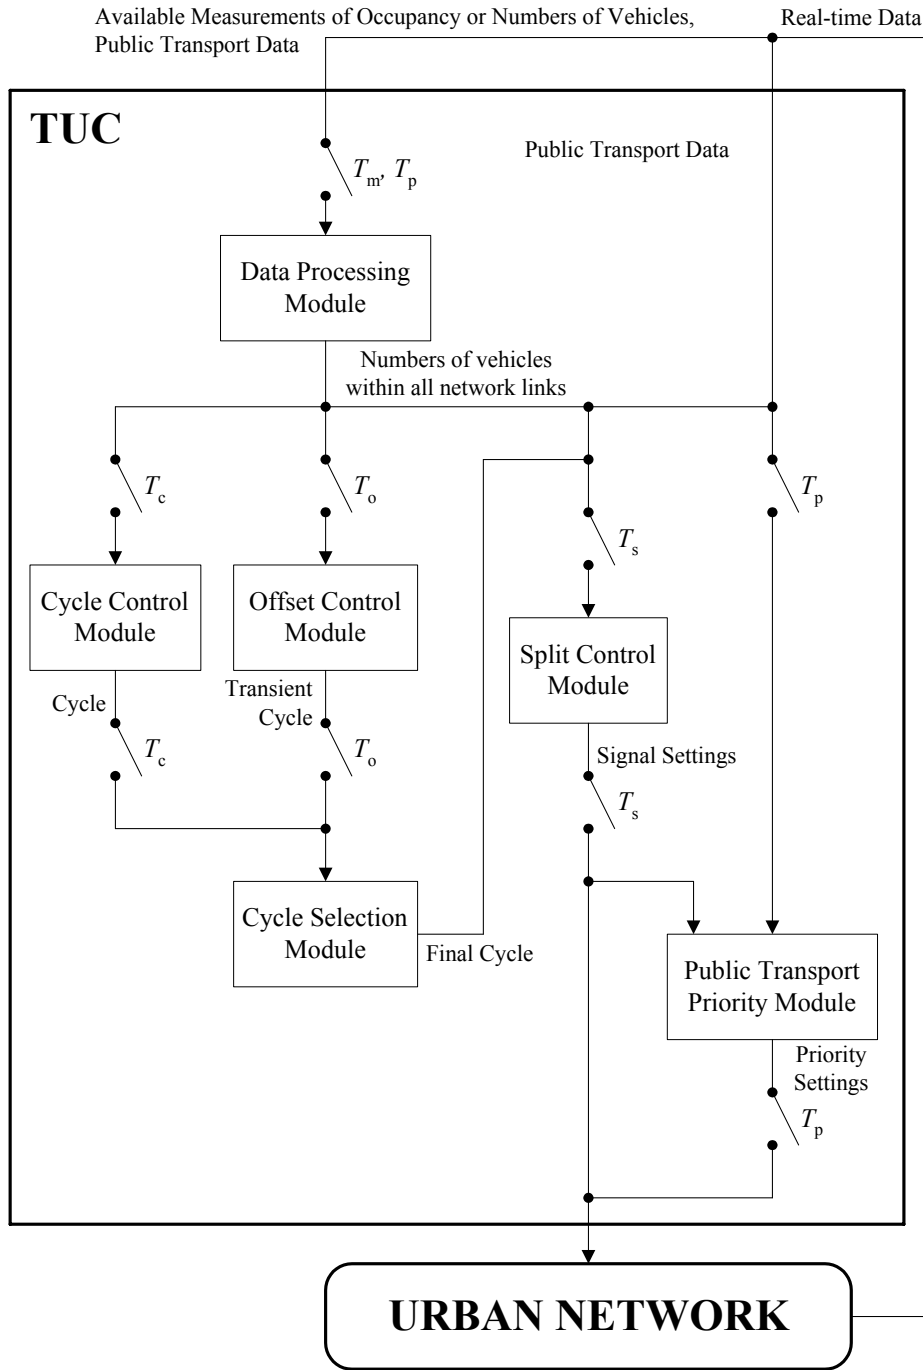 Available Measurements of Occupancy or Numbers of Vehicles,
Public Transport Data
Real-time Data
TUC
Public Transport Data
Tm, Tp
Data Processing
Module
Numbers of vehicles
within all network links
Tc
To
Tp
Ts
Cycle Control
Module
Offset Control
Module
Split Control
Module
Cycle
Transient
Cycle
Tc
To
Signal Settings
Ts
Cycle Selection
Module
Final Cycle
Public Transport
Priority Module
Priority
Settings
Tp
URBAN NETWORK